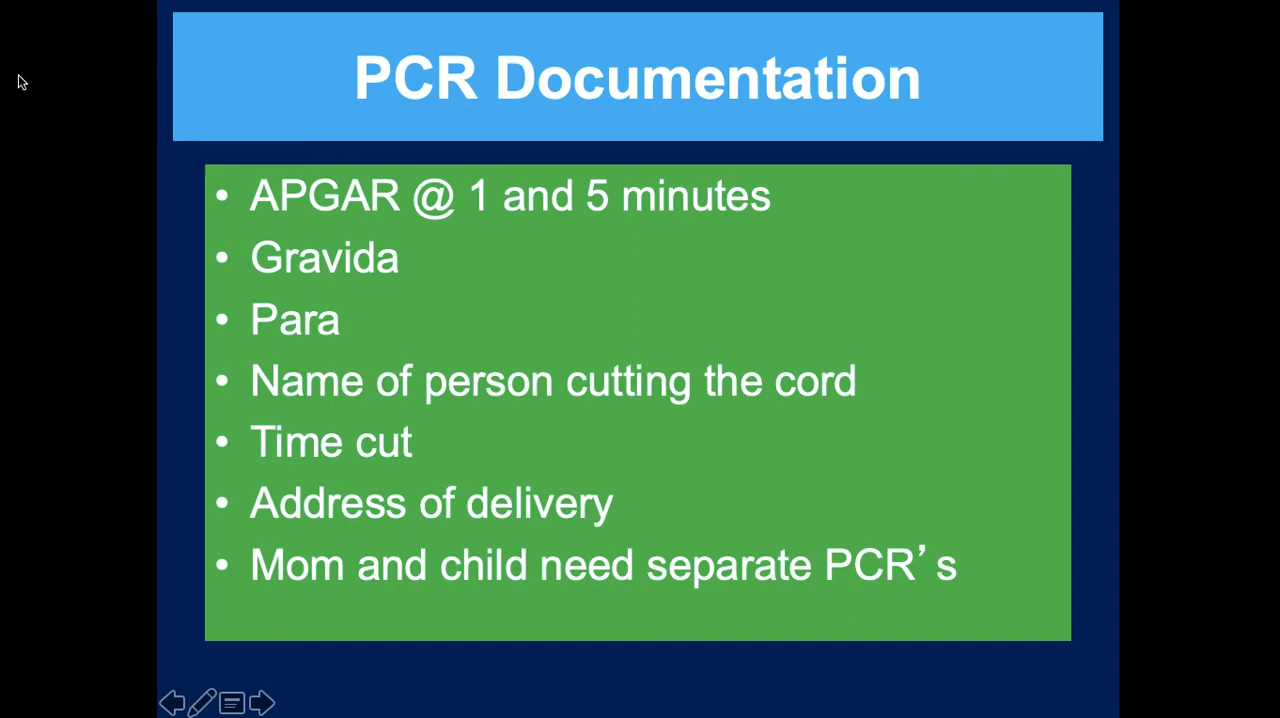 PCR Documentation
• APGAR @ 1 and 5 minutes
• Gravida
• Para
• Name of person cutting the cord
• Time cut
• Address of delivery
• Mom and child need separate PCR’s